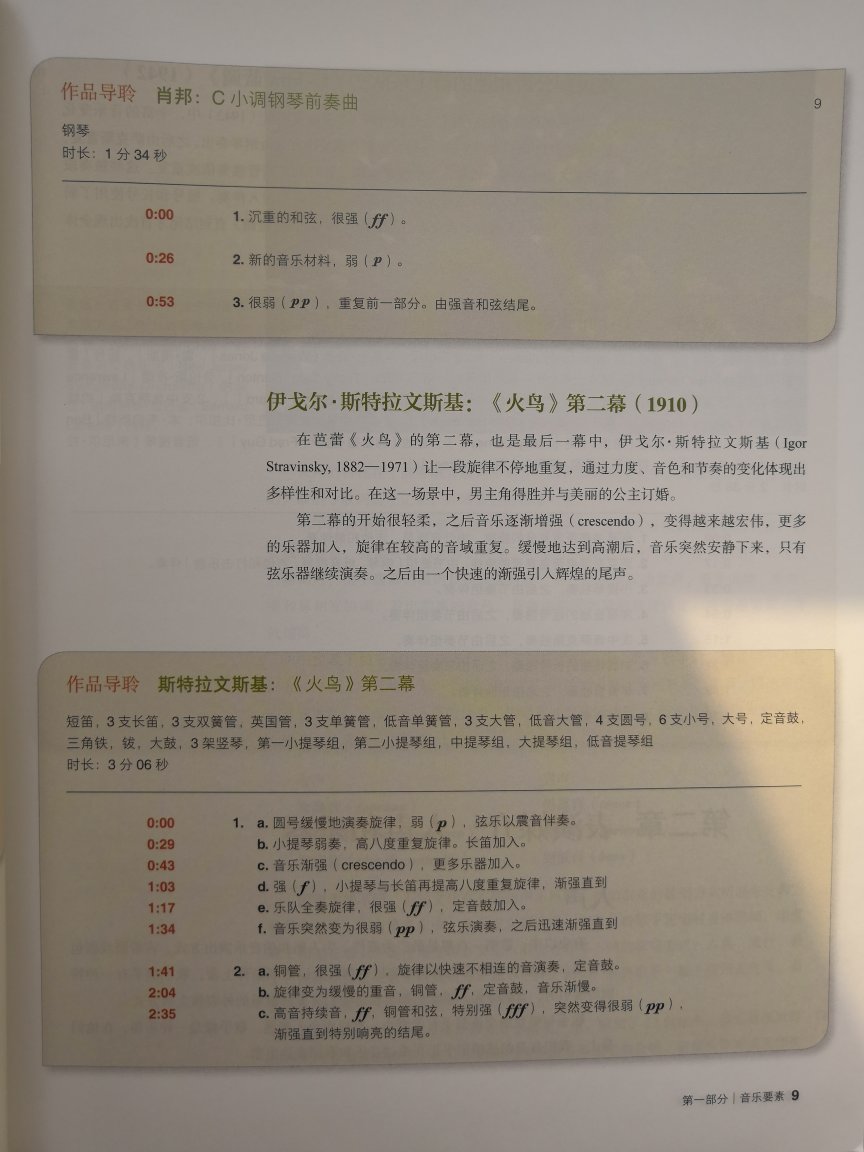 作品导聆 肖邦：C 小调钢琴前奏曲
9
钢琴
时长：1 分 34 秒
0:00 1. 沉重的和弦，很强（ff）。
0:26 2. 新的音乐材料，弱（p）。
0:53 3. 很弱（pp），重复前一部分。由强音和弦结尾。
伊戈尔·斯特拉文斯基：《火鸟》第二幕（1910）
在芭蕾《火鸟》的第二幕，也是最后一幕中，伊戈尔·斯特拉文斯基（Igor
Stravinsky, 1882—1971）让一段旋律不停地重复，通过力度、音色和节奏的变化体现出
多样性和对比。在这一场景中，男主角得胜并与美丽的公主订婚。
第二幕的开始很轻柔，之后音乐逐渐增强（crescendo），变得越来越宏伟，更多
的乐器加入，旋律在较高的音域重复。缓慢地达到高潮后，音乐突然安静下来，只有
弦乐器继续演奏。之后由一个快速的渐强引入辉煌的尾声。
作品导聆 斯特拉文斯基：《火鸟》第二幕
短笛，3 支长笛，3 支双簧管，英国管，3 支单簧管，低音单簧管，3 支大管，低音大管，4 支圆号，6 支小号，大号，定音鼓，
三角铁，钹，大鼓，3 架竖琴，第一小提琴组，第二小提琴组，中提琴组，大提琴组，低音提琴组
时长：3 分 06 秒
0:00 1. a. 圆号缓慢地演奏旋律，弱（p），弦乐以震音伴奏。
0:29 b. 小提琴弱奏，高八度重复旋律。长笛加入。
0:43 c. 音乐渐强（crescendo），更多乐器加入。
1:03 d. 强（f），小提琴与长笛再提高八度重复旋律，渐强直到
1:17 e. 乐队全奏旋律，很强（ff），定音鼓加入。
1:34 f. 音乐突然变为很弱（pp），弦乐演奏，之后迅速渐强直到
1:41 2. a. 铜管，很强（ff），旋律以快速不相连的音演奏，定音鼓。
2:04 b. 旋律变为缓慢的重音，铜管，ff，定音鼓，音乐渐慢。
2:35 c. 高音持续音，ff，铜管和弦，特别强（fff），突然变得很弱（pp），
渐强直到特别响亮的结尾。
第一部分｜音乐要素 9